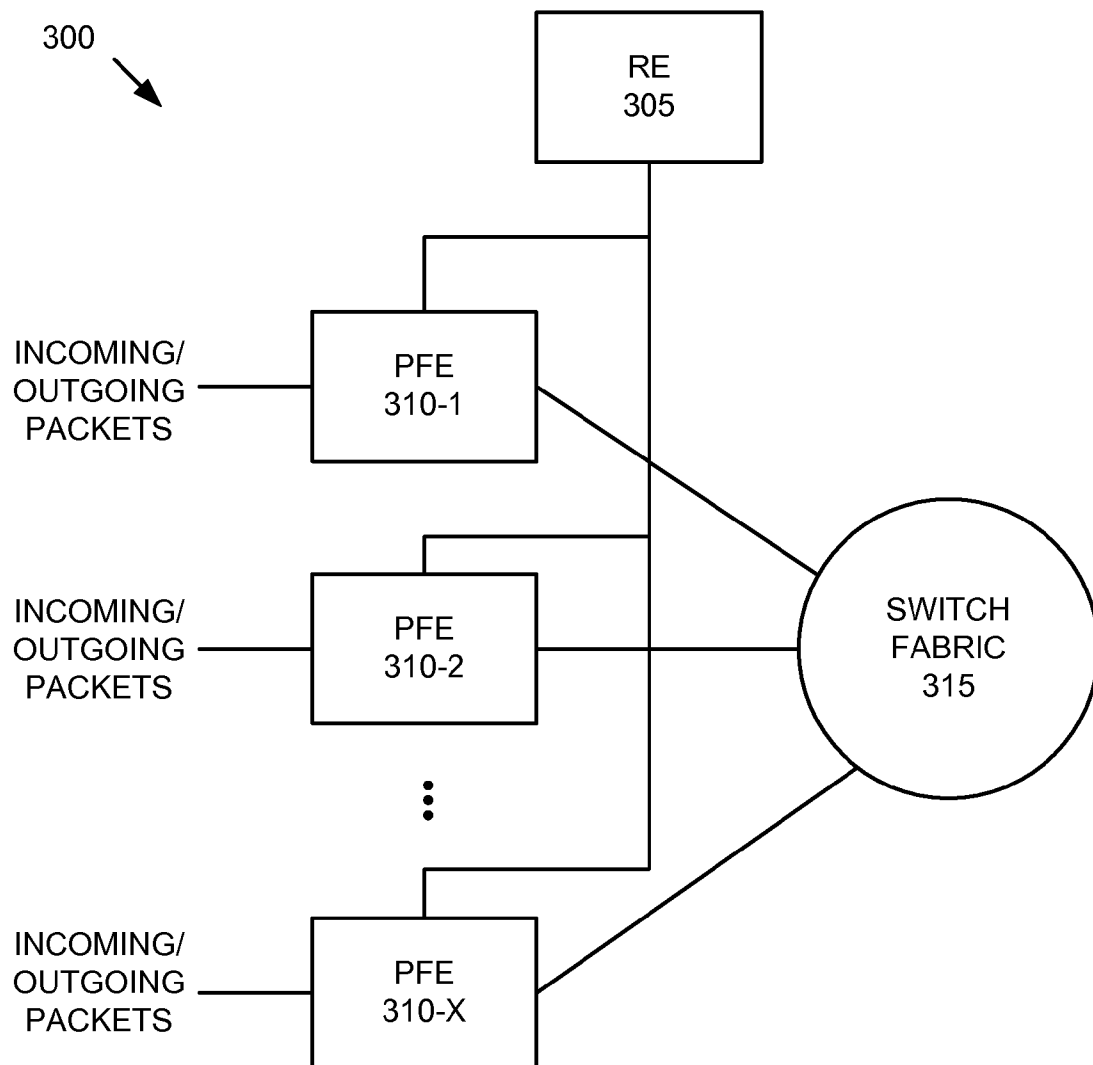 300
RE
305
INCOMING/
OUTGOING
PACKETS
PFE
310-1
INCOMING/
OUTGOING
PACKETS
PFE
310-2
SWITCH
FABRIC
315
INCOMING/
OUTGOING
PACKETS
PFE
310-X